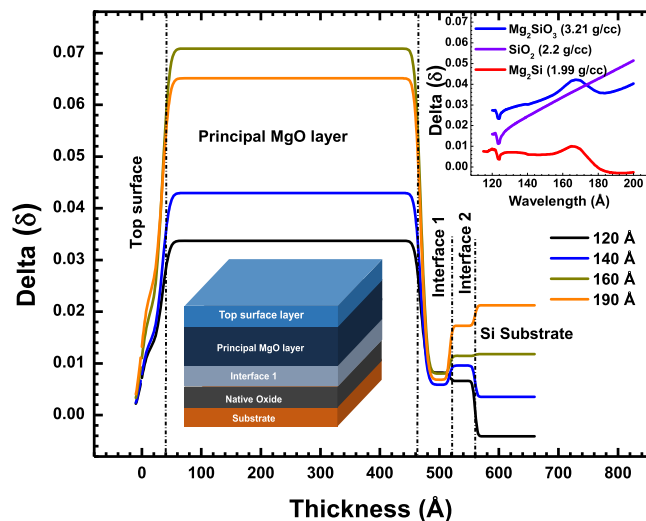 0.07
0.06
0.05
0.04
0.03
0.02
0.01
0.00
Delta (δ)
0 100 200 300 400 500 600 700 800
Thickness (Å)
Top surface
Principal MgO layer
Interface 1
Interface 2
Si Substrate
120 Å
140 Å
160 Å
190 Å
Top surface layer
Principal MgO layer
Interface 1
Native Oxide
Substrate
Mg2SiO3 (3.21 g/cc)
SiO2 (2.2 g/cc)
Mg2Si (1.99 g/cc)
0.07
0.06
0.05
0.04
0.03
0.02
0.01
0.00
Delta (δ)
120 140 160 180 200
Wavelength (Å)